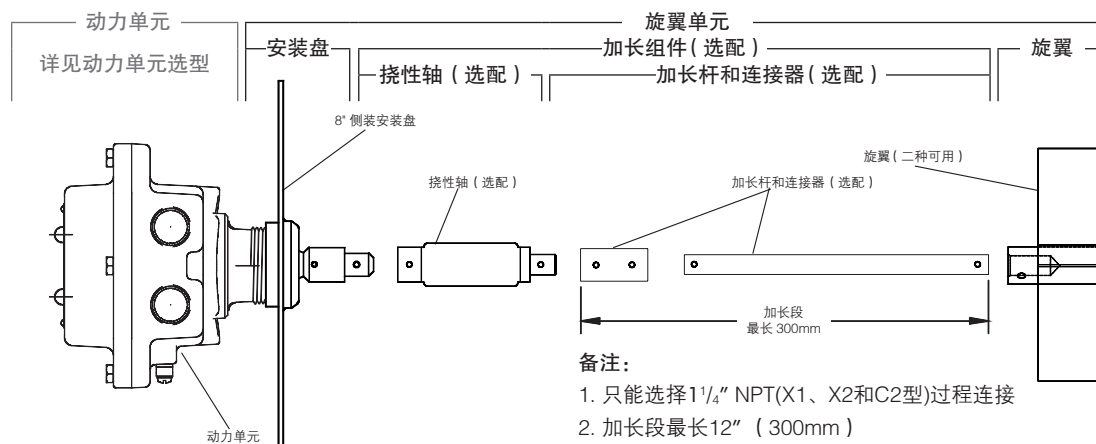 动力单元
详见动力单元选型
旋翼单元
安装盘
加长组件（选配）
旋翼
挠性轴（选配）
加长杆和连接器（选配）
8" 侧装安装盘
旋翼（二种可用）
挠性轴（选配）
加长杆和连接器（选配）
加长段
最长 300mm
备注：
1. 只能选择1¹/₄″ NPT(X1、X2和C2型)过程连接
2. 加长段最长12″（300mm）
动力单元